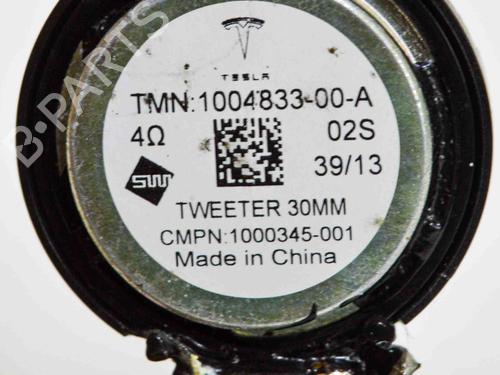 B-PARTS
TESLA
TMN:1004833-00-A
4Ω 02S
39/13
SW
TWEETER 30MM
CMPN:1000345-001
Made in China